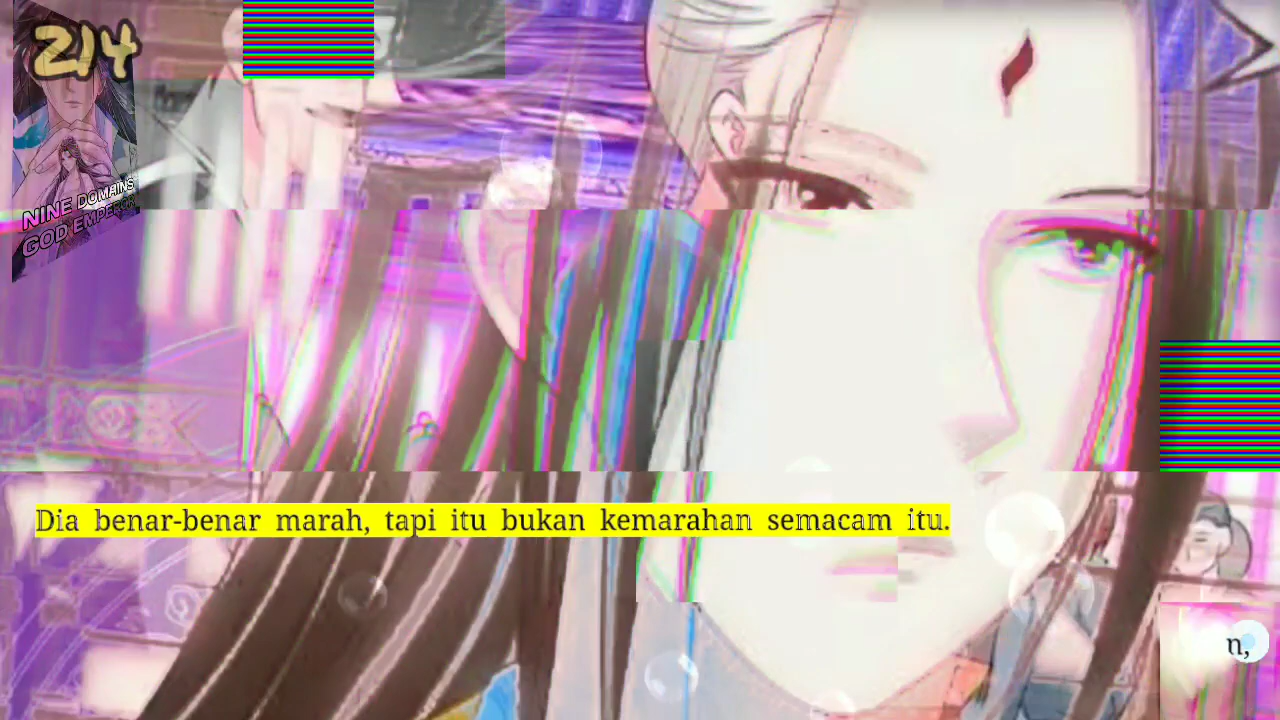 214
NINE DOMAINS
GOD EMPEROR
Dia benar-benar marah, tapi itu bukan kemarahan semacam itu.
n,